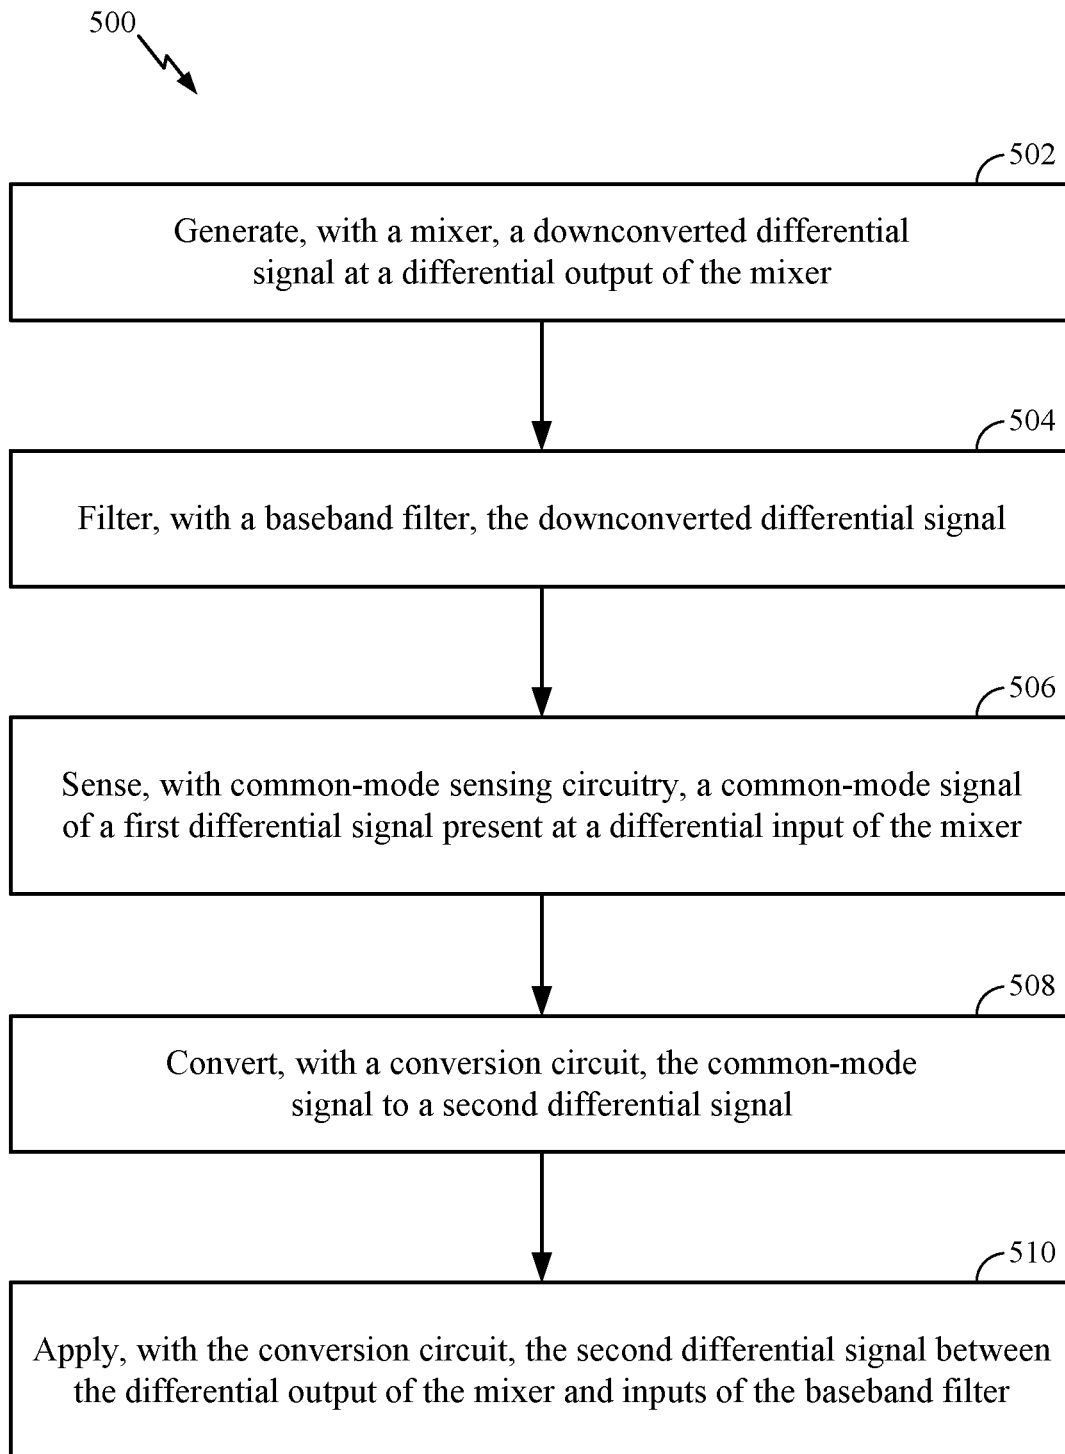 500
502
Generate, with a mixer, a downconverted differential
signal at a differential output of the mixer
504
Filter, with a baseband filter, the downconverted differential signal
506
Sense, with common-mode sensing circuitry, a common-mode signal
of a first differential signal present at a differential input of the mixer
508
Convert, with a conversion circuit, the common-mode
signal to a second differential signal
510
Apply, with the conversion circuit, the second differential signal between
the differential output of the mixer and inputs of the baseband filter